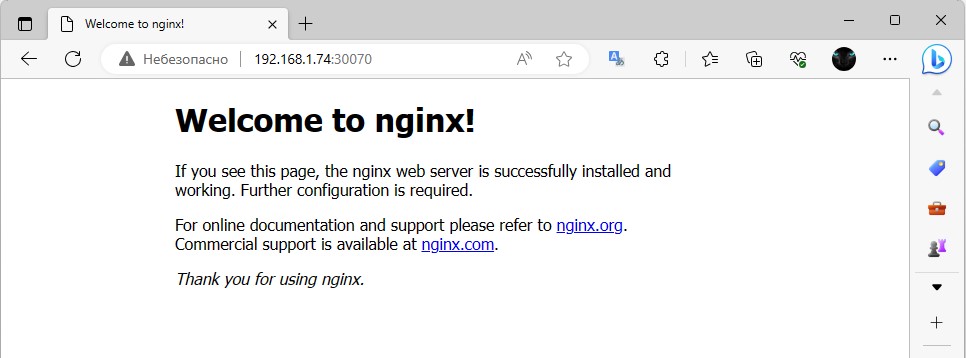 Welcome to nginx!
Небезопасно 192.168.1.74:30070
Welcome to nginx!
If you see this page, the nginx web server is successfully installed and
working. Further configuration is required.
For online documentation and support please refer to nginx.org.
Commercial support is available at nginx.com.
Thank you for using nginx.